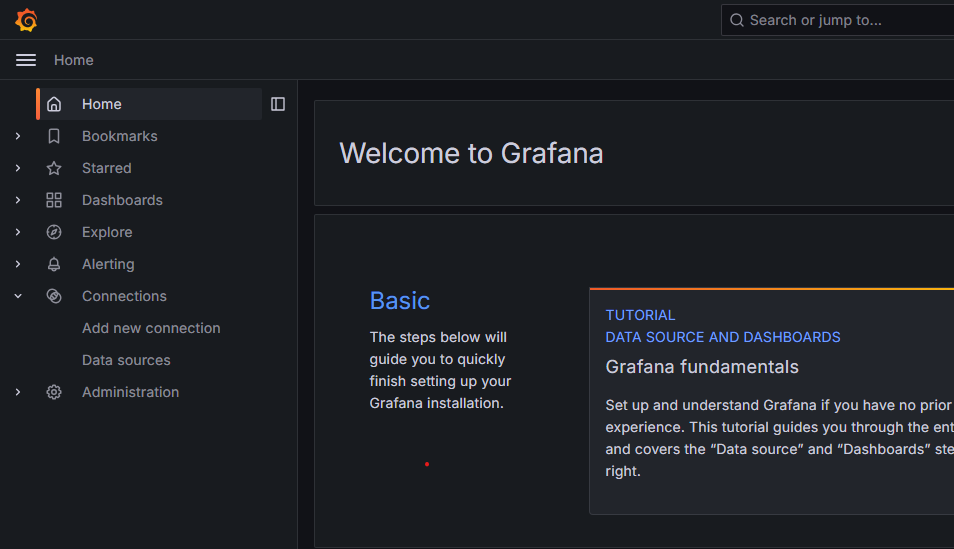 Search or jump to...
Home
Home
Bookmarks
Starred
Dashboards
Explore
Alerting
Connections
Add new connection
Data sources
Administration
Welcome to Grafana
Basic
The steps below will
guide you to quickly
finish setting up your
Grafana installation.
TUTORIAL
DATA SOURCE AND DASHBOARDS
Grafana fundamentals
Set up and understand Grafana if you have no prior
experience. This tutorial guides you through the ent
and covers the “Data source” and “Dashboards” ste
right.